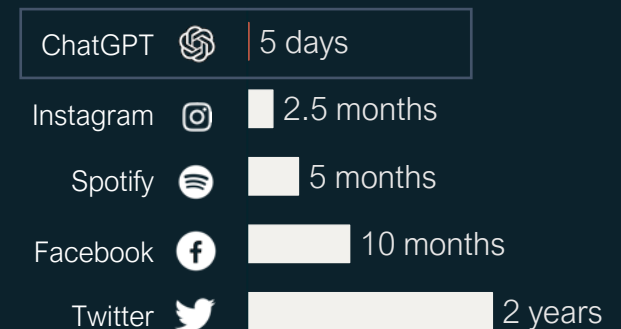 ChatGPT 5 days
Instagram 2.5 months
Spotify 5 months
Facebook 10 months
Twitter 2 years